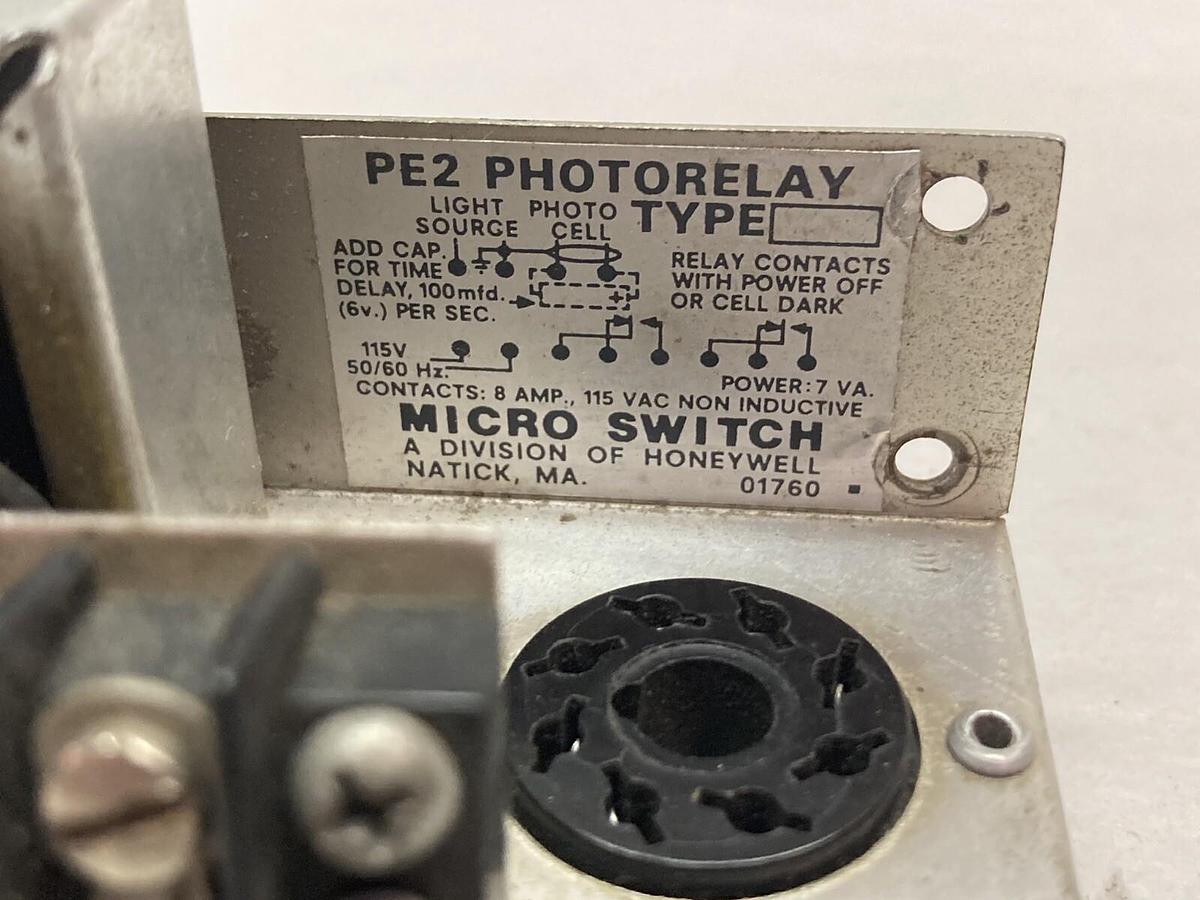 PE2 PHOTORELAY
TYPE
LIGHT SOURCE
PHOTO CELL
ADD CAP.
FOR TIME
DELAY, 100mfd.
(6v.) PER SEC.
+
RELAY CONTACTS
WITH POWER OFF
OR CELL DARK
115V
50/60 Hz.
POWER: 7 VA.
CONTACTS: 8 AMP., 115 VAC NON INDUCTIVE
MICRO SWITCH
A DIVISION OF HONEYWELL
NATICK, MA. 01760